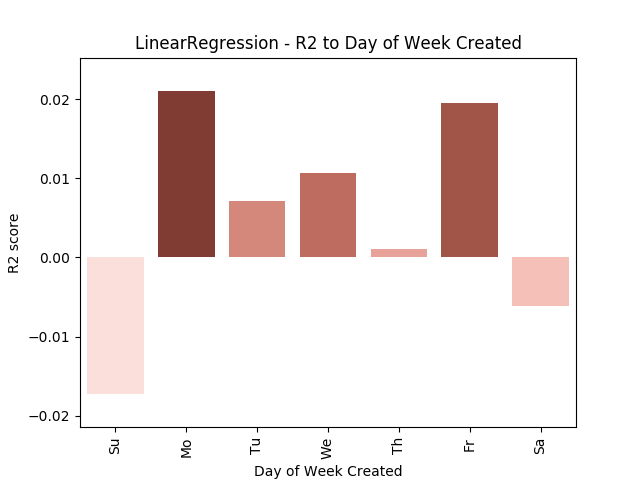 LinearRegression - R2 to Day of Week Created
0.02
0.01
0.00
−0.01
−0.02
R2 score
Su Mo Tu We Th Fr Sa
Day of Week Created